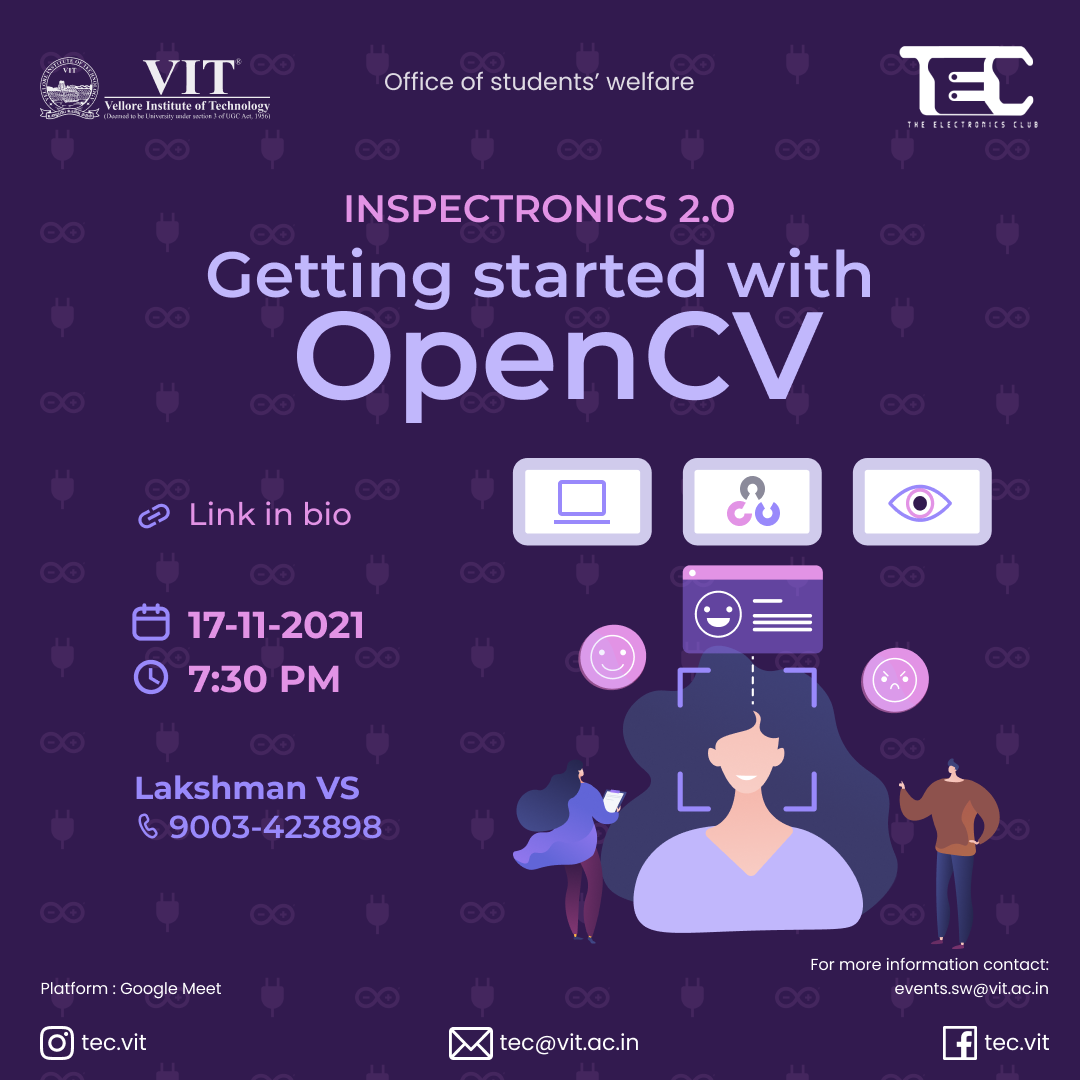 VIT®
Vellore Institute of Technology
(Deemed to be University under section 3 of UGC Act, 1956)
Office of students’ welfare
TEC
THE ELECTRONICS CLUB
INSPECTRONICS 2.0
Getting started with
OpenCV
Link in bio
17-11-2021
7:30 PM
Lakshman VS
9003-423898
For more information contact:
events.sw@vit.ac.in
Platform : Google Meet
tec.vit
tec@vit.ac.in
tec.vit